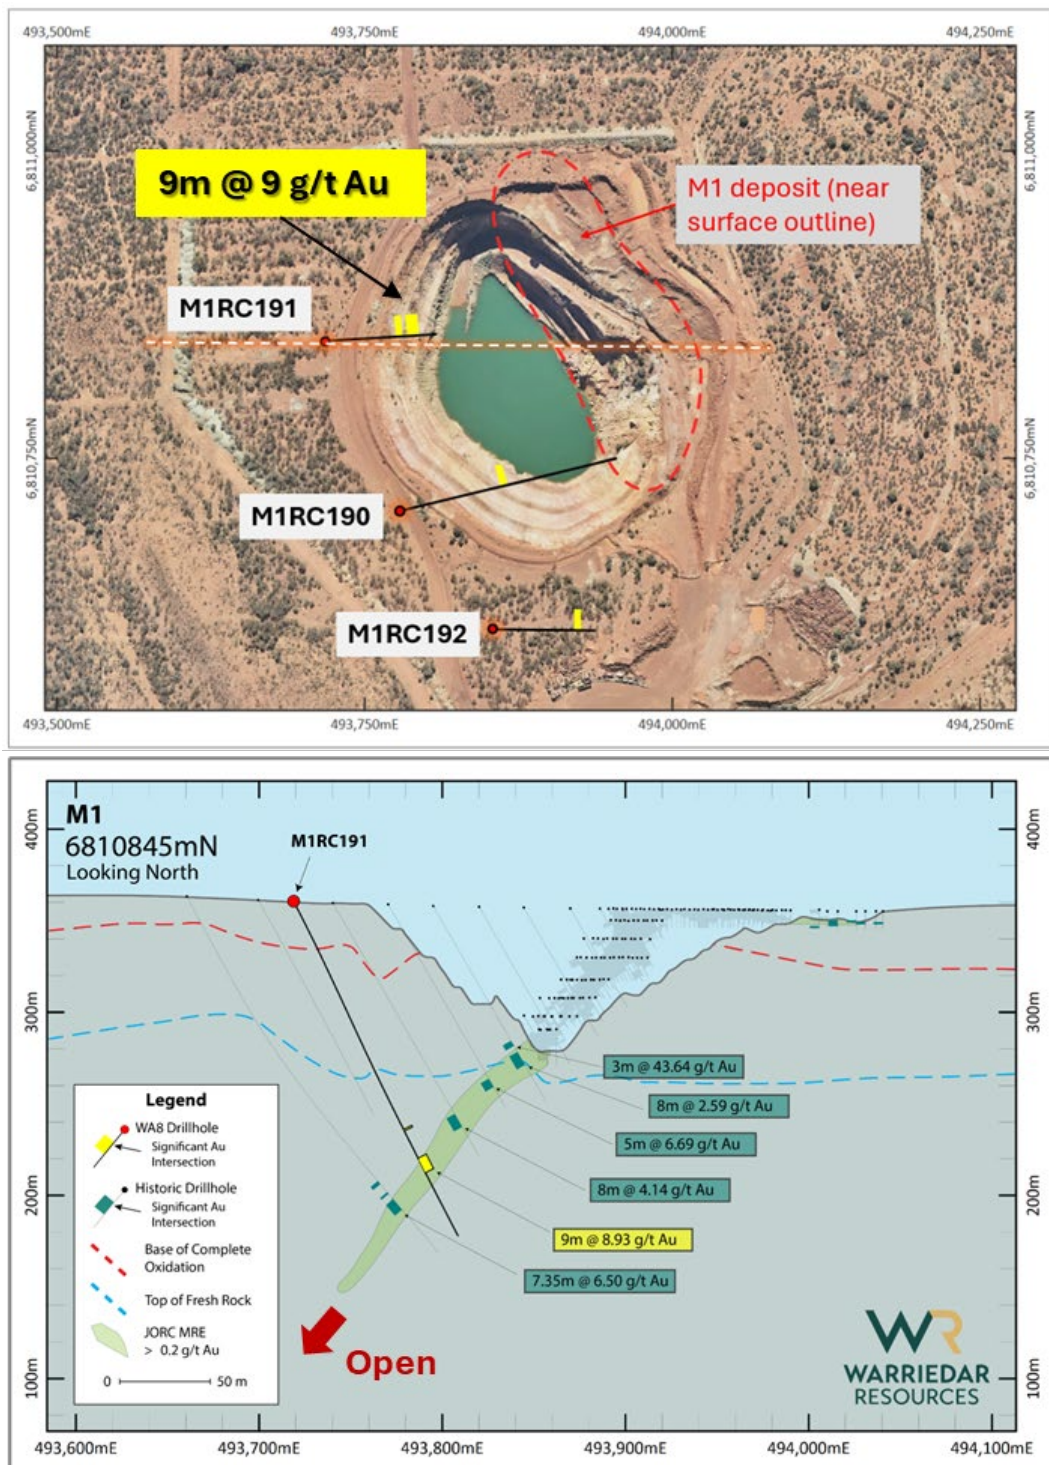 493,500mE 493,750mE 494,000mE 494,250mE
6,811,000mN
6,811,000mN
9m @ 9 g/t Au
M1 deposit (near
surface outline)
M1RC191
6,810,750mN
6,810,750mN
M1RC190
M1RC192
493,500mE 493,750mE 494,000mE 494,250mE
M1
6810845mN
Looking North
M1RC191
400m
400m
300m
300m
3m @ 43.64 g/t Au
8m @ 2.59 g/t Au
5m @ 6.69 g/t Au
8m @ 4.14 g/t Au
9m @ 8.93 g/t Au
7.35m @ 6.50 g/t Au
200m
200m
Legend
WA8 Drillhole
Significant Au
Intersection
Historic Drillhole
Significant Au
Intersection
Base of Complete
Oxidation
Top of Fresh Rock
JORC MRE
> 0.2 g/t Au
0 50 m
Open
WR
WARRIEDAR
RESOURCES
100m
100m
493,600mE 493,700mE 493,800mE 493,900mE 494,000mE 494,100mE